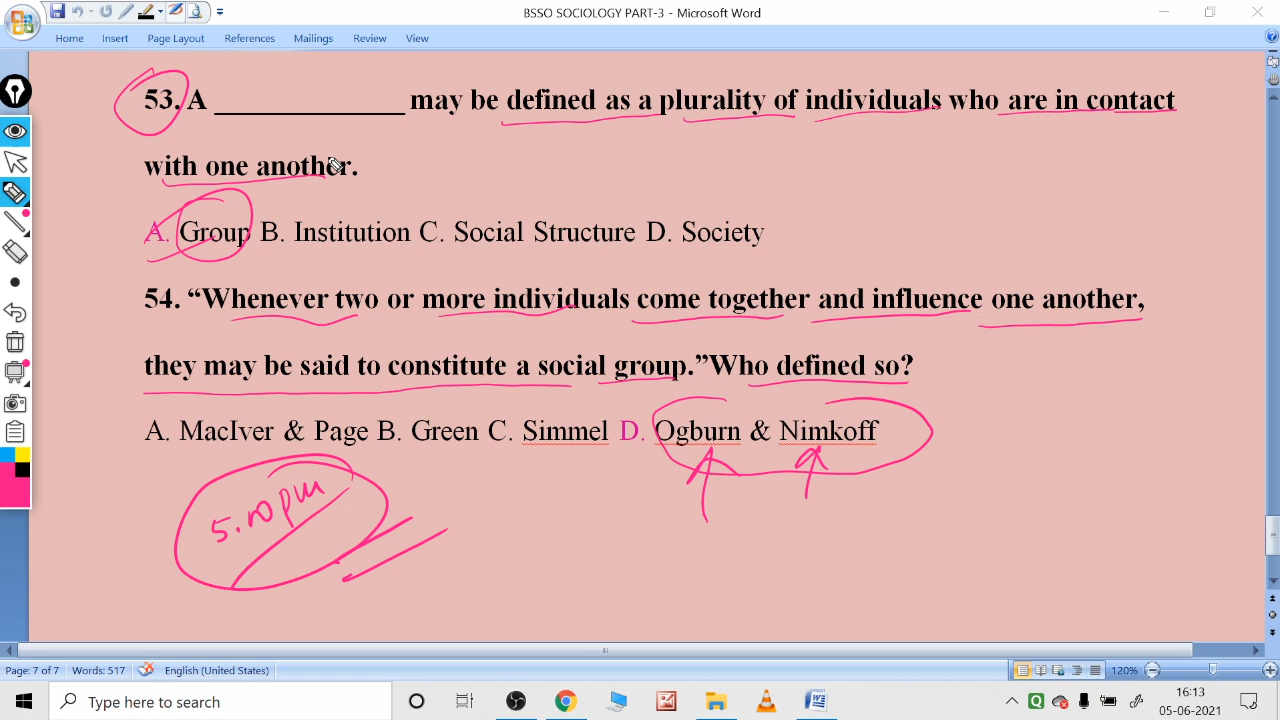 BSSO SOCIOLOGY PART-3 - Microsoft Word
Home Insert Page Layout References Mailings Review View
53. A ______________ may be defined as a plurality of individuals who are in contact
with one another.
A. Group B. Institution C. Social Structure D. Society
54. “Whenever two or more individuals come together and influence one another,
they may be said to constitute a social group.”Who defined so?
A. MacIver & Page B. Green C. Simmel D. Ogburn & Nimkoff
5.10pm
Page: 7 of 7 Words: 517 English (United States) 120%
Type here to search 16:13
05-06-2021